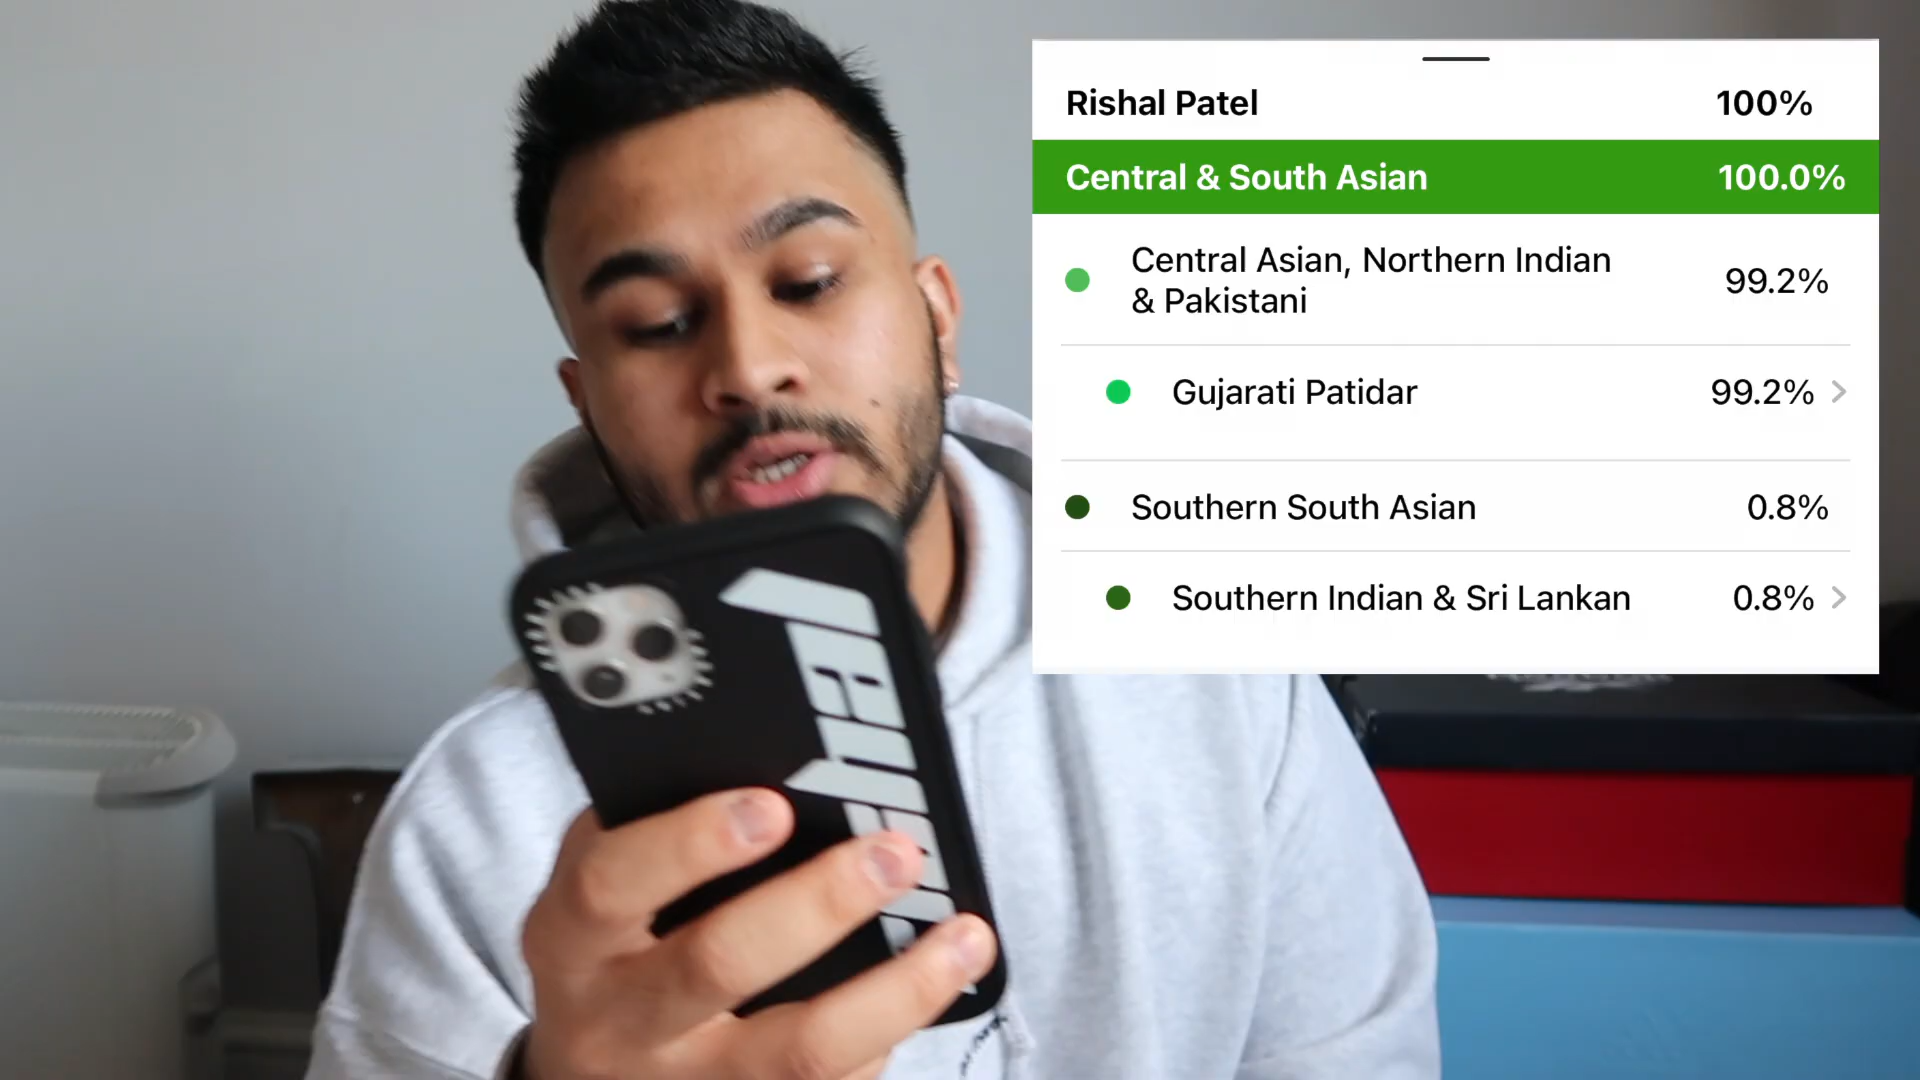 Rishal Patel 100%
Central & South Asian 100.0%
Central Asian, Northern Indian
& Pakistani 99.2%
Gujarati Patidar 99.2%
Southern South Asian 0.8%
Southern Indian & Sri Lankan 0.8%